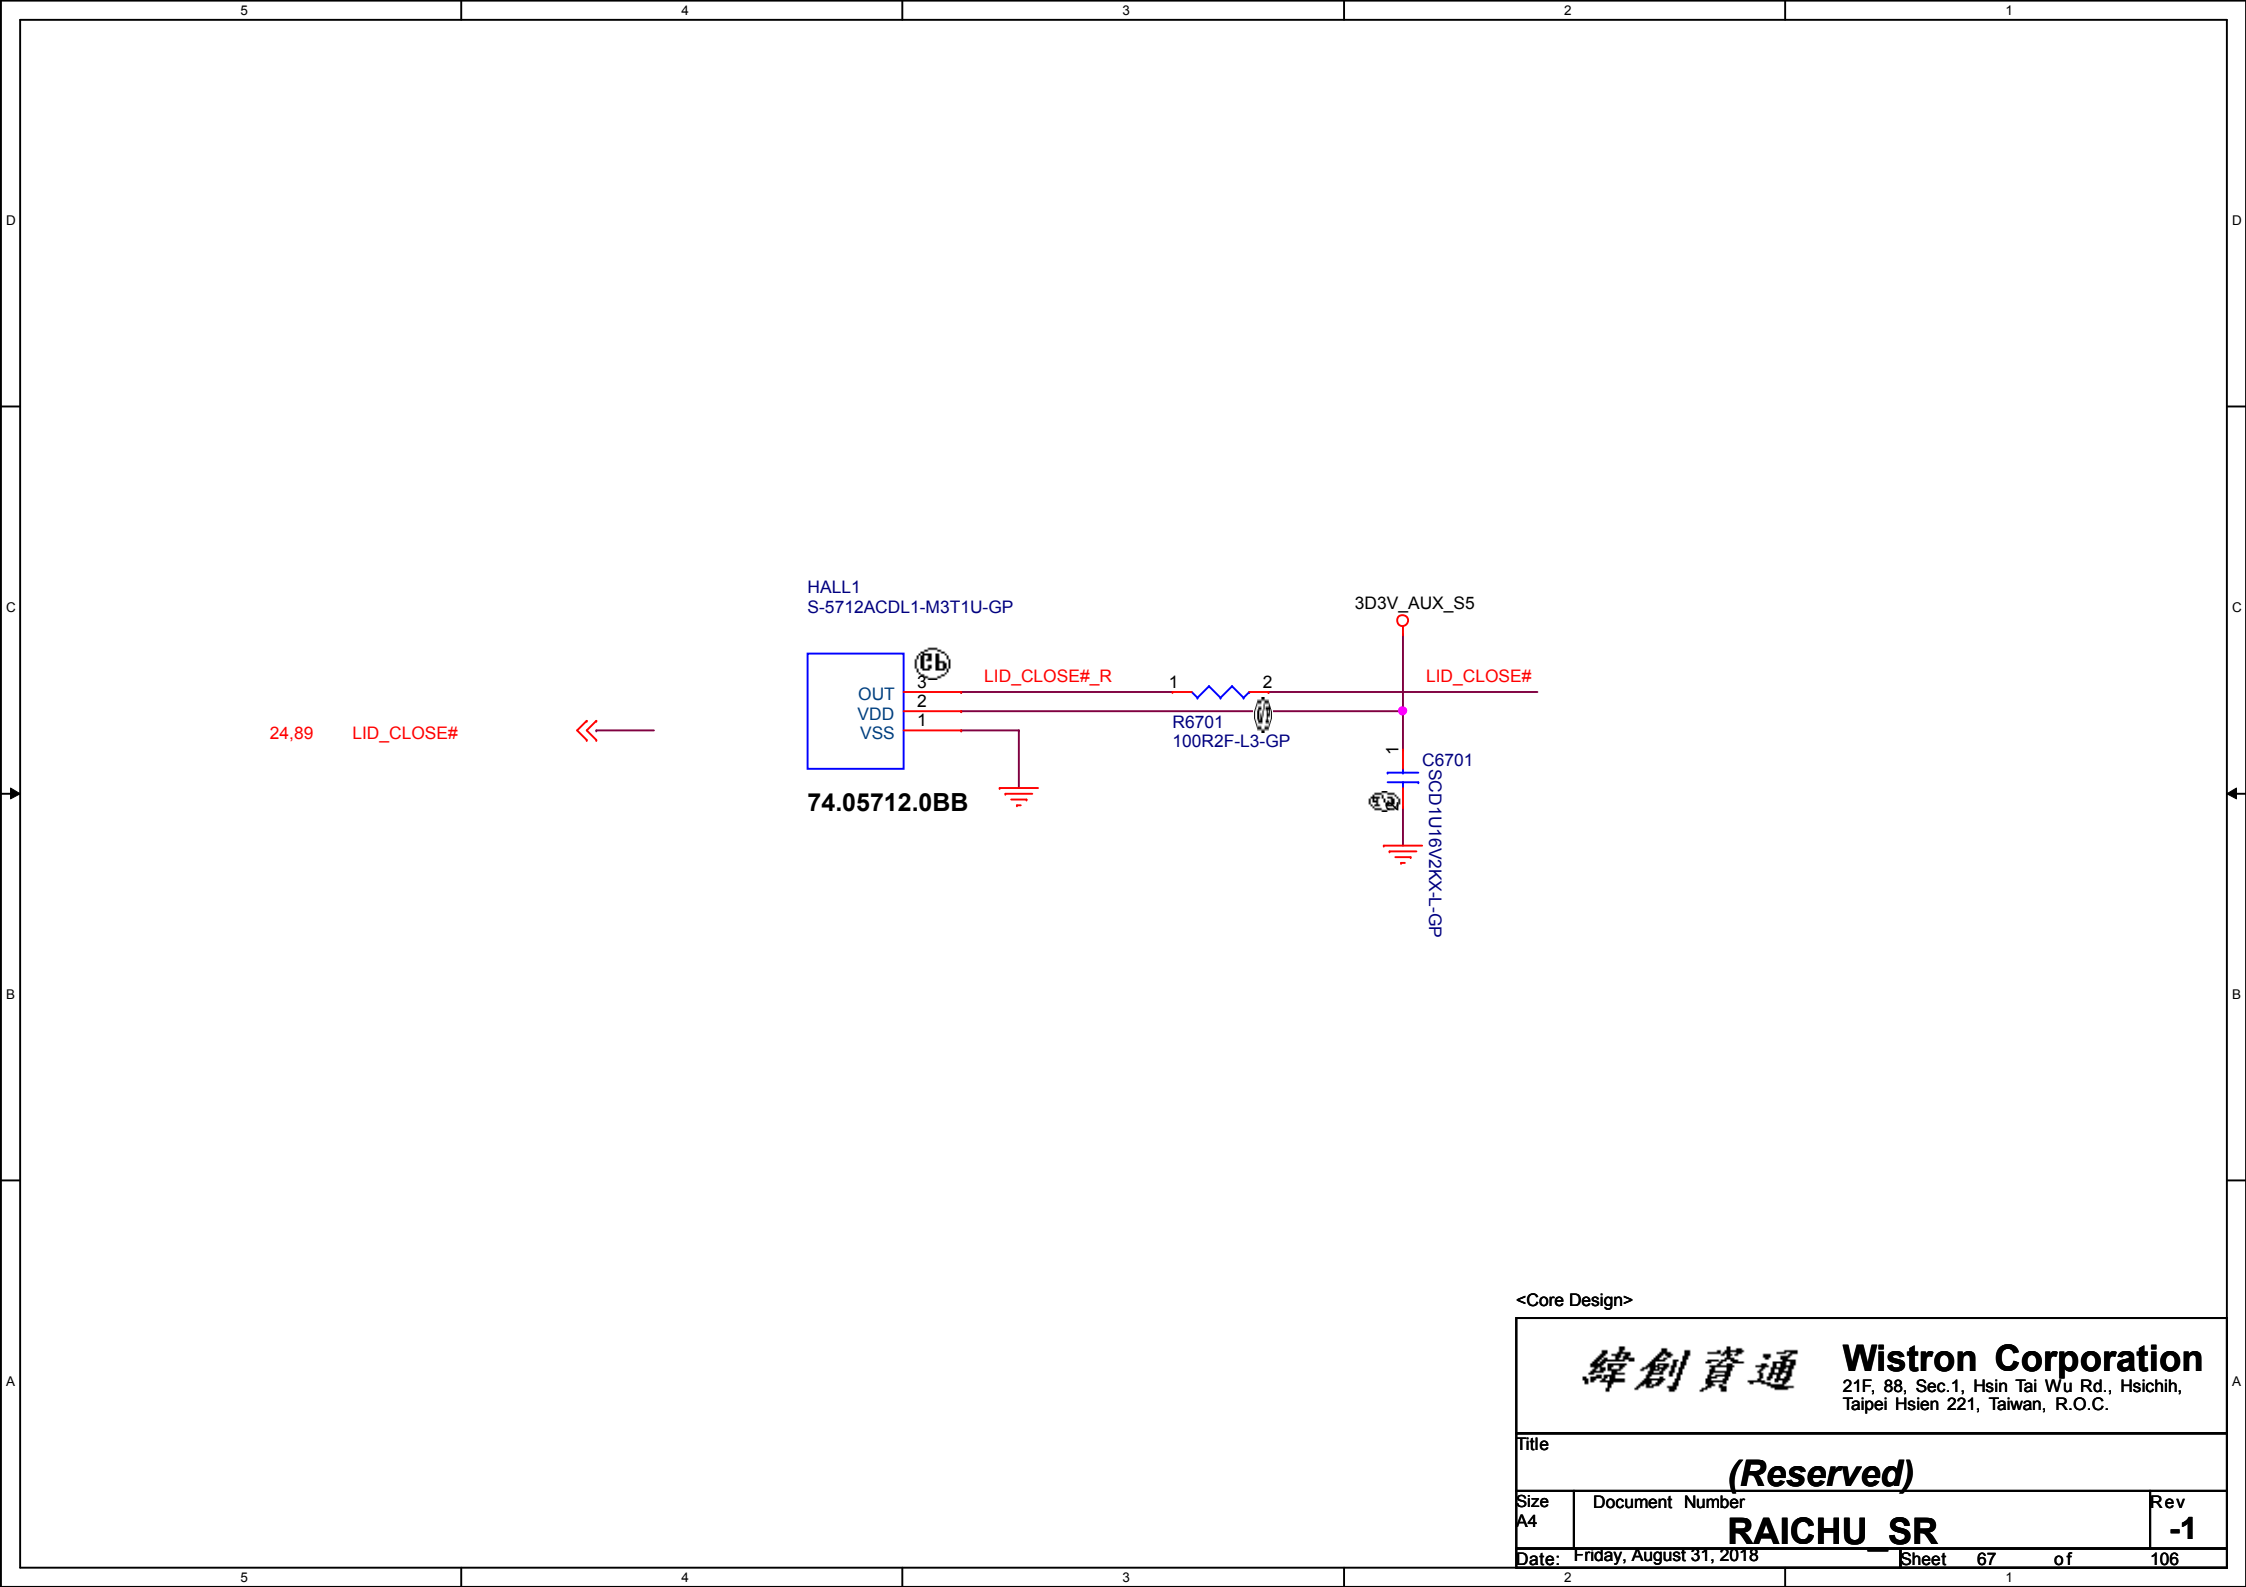 5 4 3 2 1
D D
HALL1
S-5712ACDL1-M3T1U-GP
3D3V_AUX_S5
C C
LID_CLOSE#_R
LID_CLOSE#
OUT 3
VDD 2
VSS 1
1 2
R6701
100R2F-L3-GP
24,89 LID_CLOSE#
1
C6701
SCD1U16V2KX-L-GP
74.05712.0BB
B B
<Core Design>
緯創資通
Wistron Corporation
21F, 88, Sec.1, Hsin Tai Wu Rd., Hsichih,
Taipei Hsien 221, Taiwan, R.O.C.
A A
Title
(Reserved)
Size Document Number Rev
A4 RAICHU_SR -1
Date: Friday, August 31, 2018 Sheet 67 of 106
5 4 3 2 1